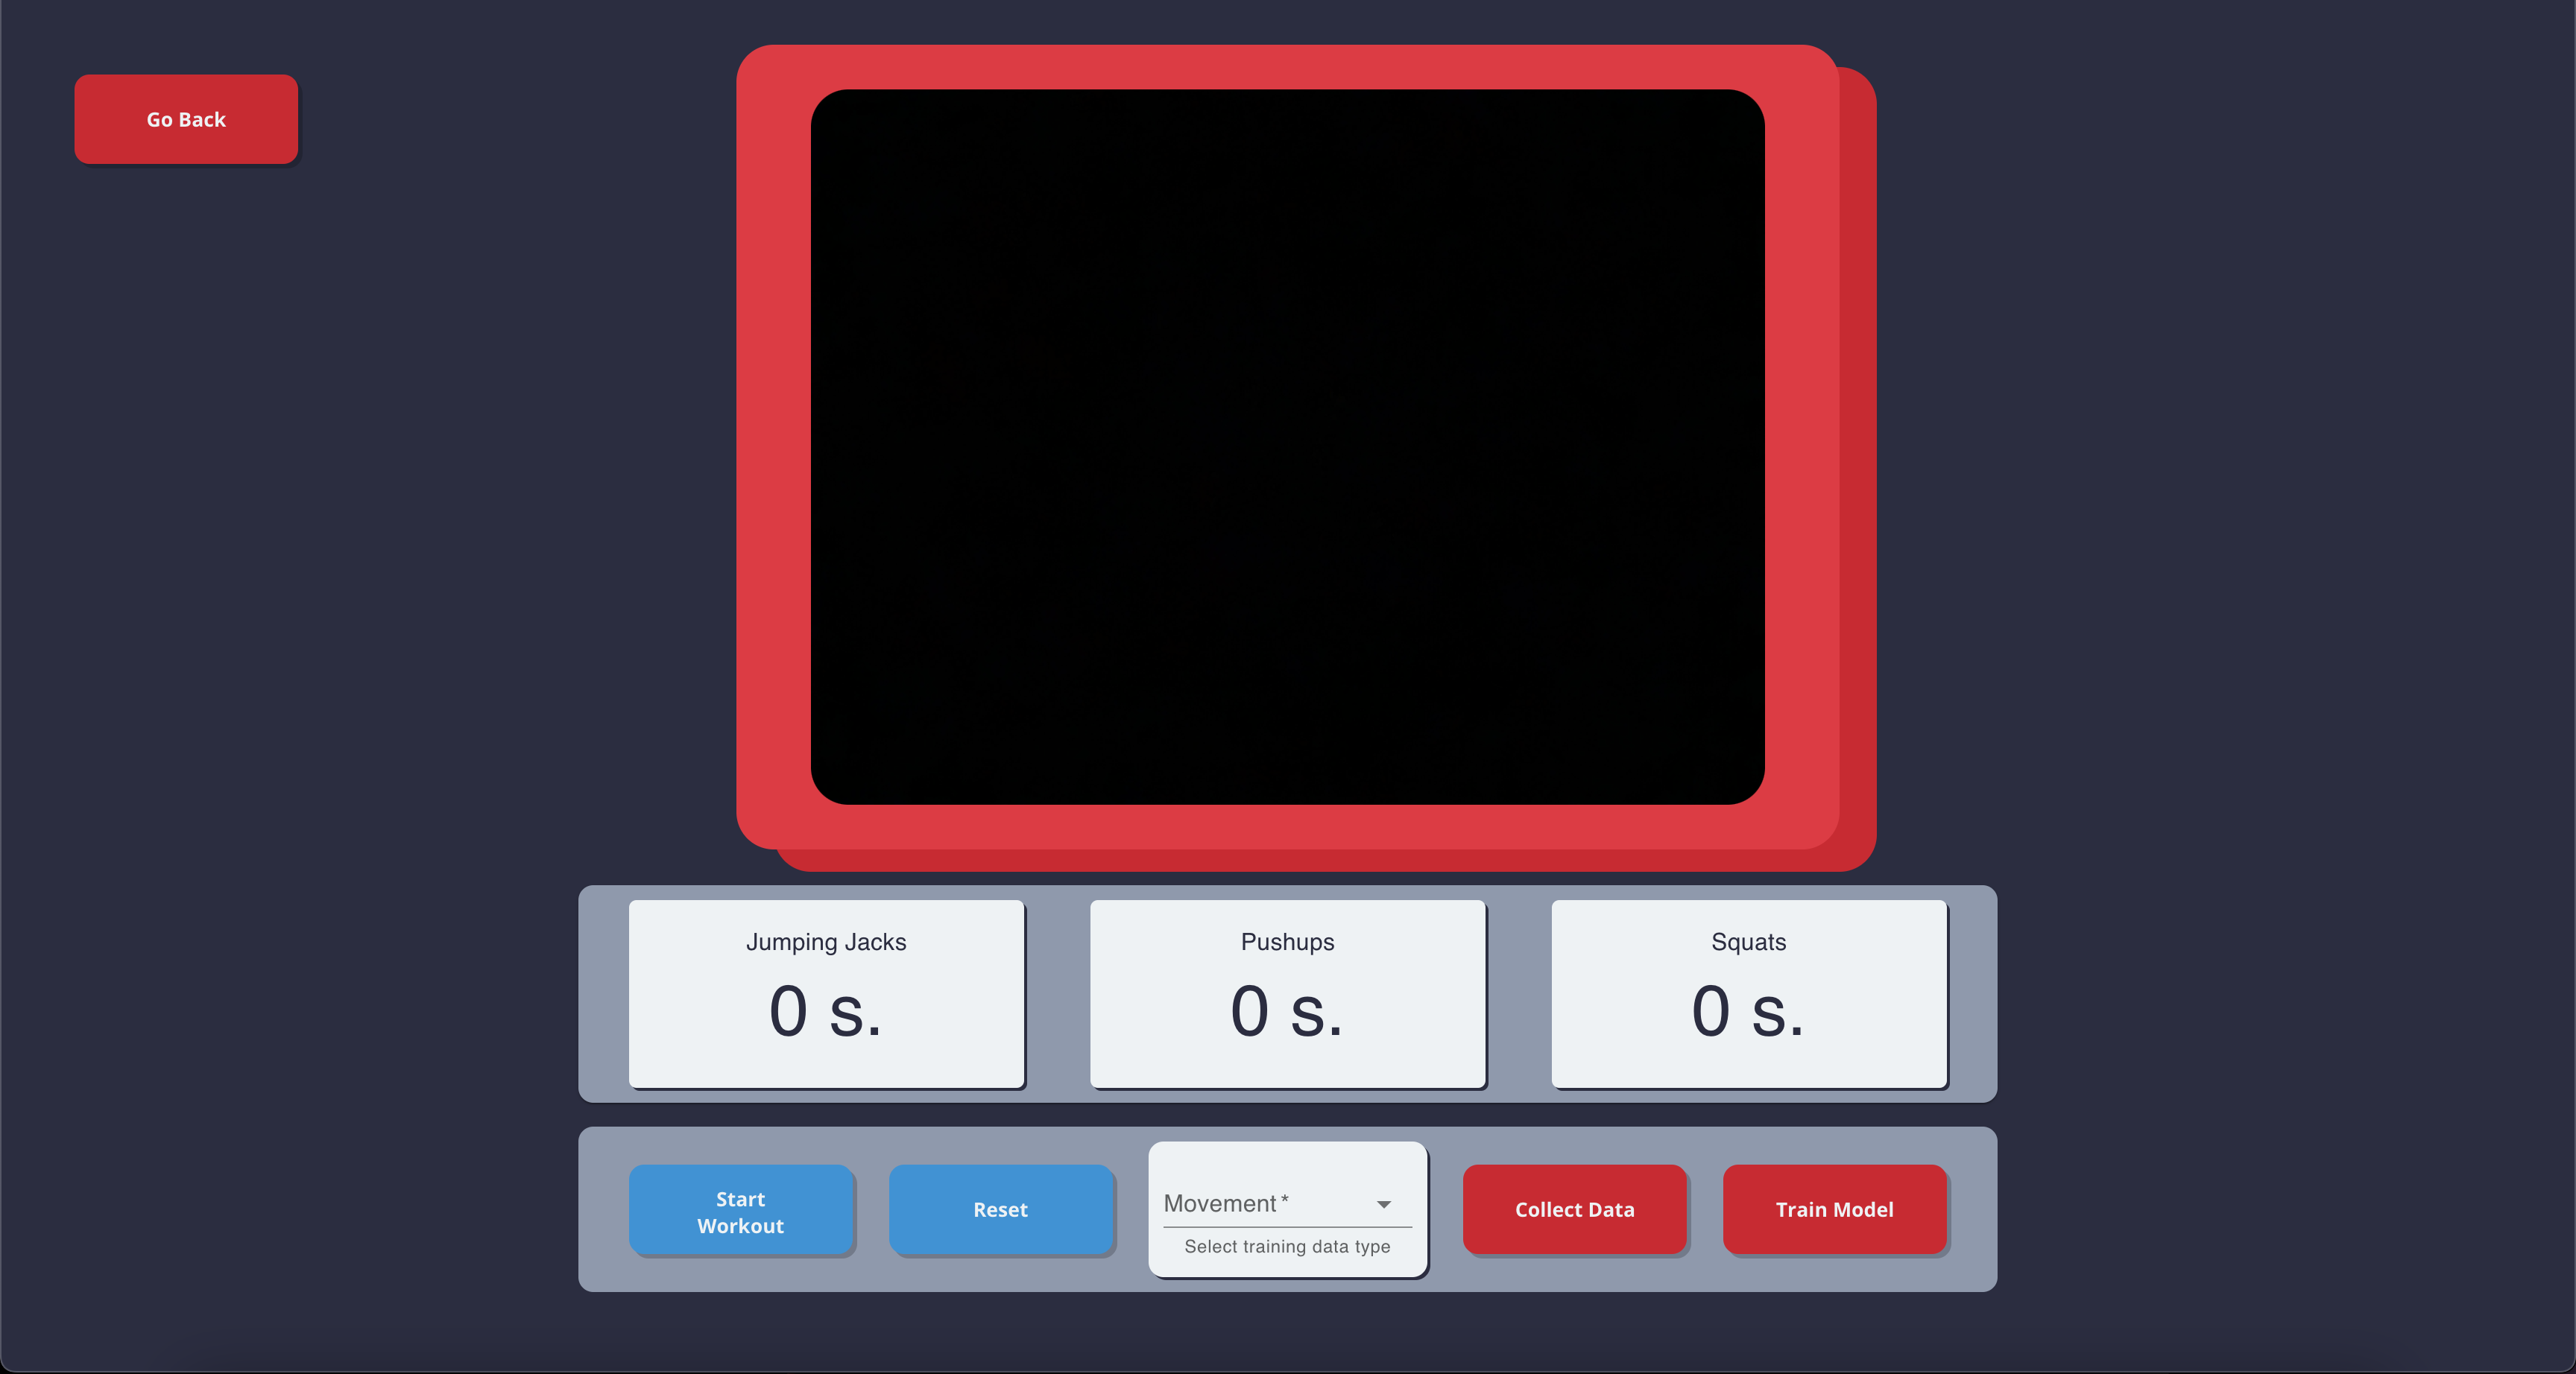 Go Back
Jumping Jacks
0 s.
Pushups
0 s.
Squats
0 s.
Start
Workout
Reset
Movement *
Select training data type
Collect Data
Train Model